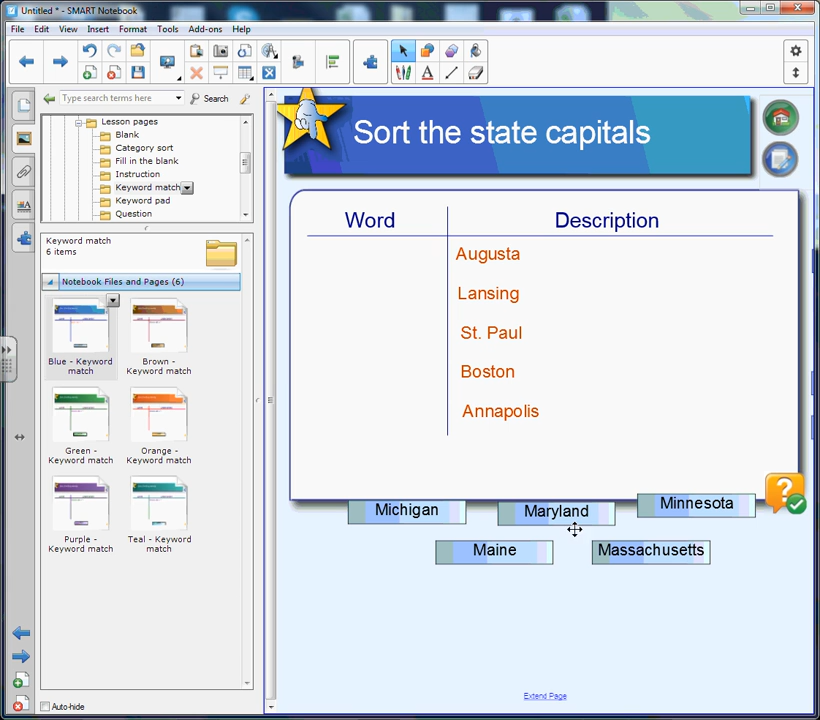 Untitled * - SMART Notebook
File Edit View Insert Format Tools Add-ons Help
Type search terms here Search
Lesson pages
Blank
Category sort
Fill in the blank
Instruction
Keyword match
Keyword pad
Question
Keyword match
6 items
Notebook Files and Pages (6)
Blue - Keyword match
Brown - Keyword match
Green - Keyword match
Orange - Keyword match
Purple - Keyword match
Teal - Keyword match
Auto-hide
Sort the state capitals
Word Description
Augusta
Lansing
St. Paul
Boston
Annapolis
Michigan Maryland Minnesota
Maine Massachusetts
Extend Page